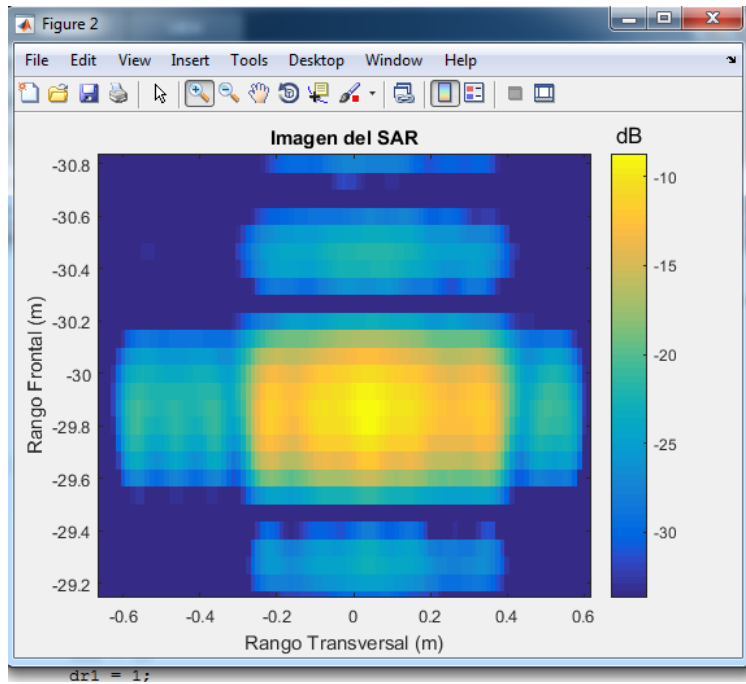 Figure 2
File Edit View Insert Tools Desktop Window Help
Imagen del SAR
dB
-30.8
-30.6
-30.4
-30.2
-30
-29.8
-29.6
-29.4
-29.2
Rango Frontal (m)
-10
-15
-20
-25
-30
-0.6 -0.4 -0.2 0 0.2 0.4 0.6
Rango Transversal (m)
dr1 = 1;